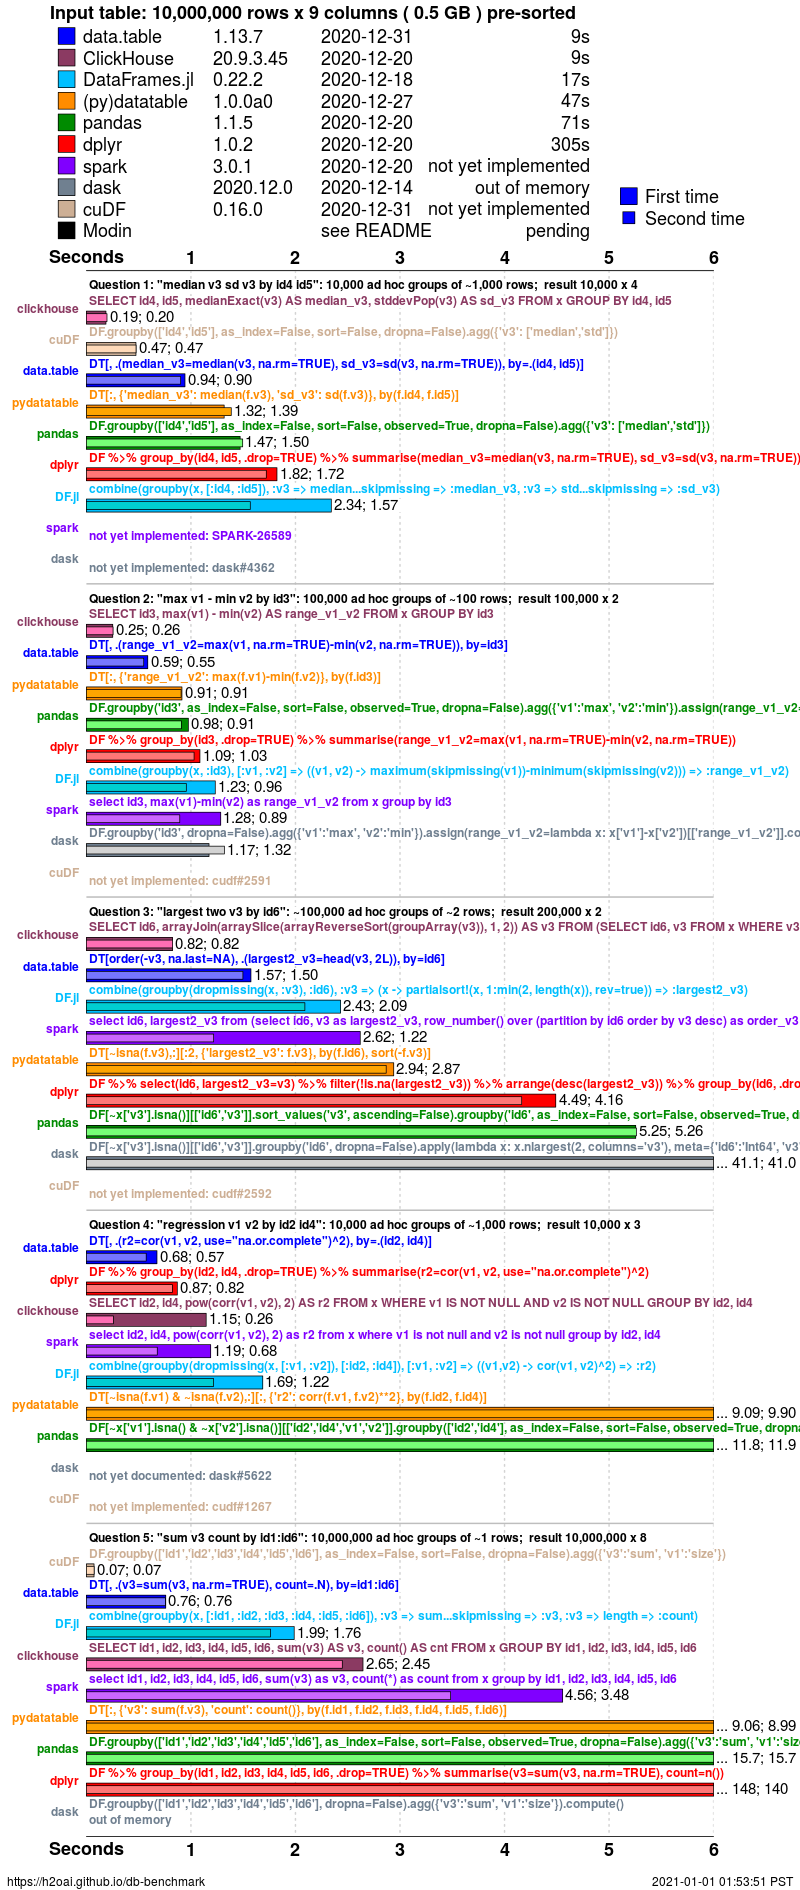 Input table: 10,000,000 rows x 9 columns ( 0.5 GB ) pre-sorted
data.table 1.13.7 2020-12-31 9s
ClickHouse 20.9.3.45 2020-12-20 9s
DataFrames.jl 0.22.2 2020-12-18 17s
(py)datatable 1.0.0a0 2020-12-27 47s
pandas 1.1.5 2020-12-20 71s
dplyr 1.0.2 2020-12-20 305s
spark 3.0.1 2020-12-20 not yet implemented
dask 2020.12.0 2020-12-14 out of memory
cuDF 0.16.0 2020-12-31 not yet implemented
Modin see README pending
First time
Second time
Seconds 1 2 3 4 5 6
Question 1: "median v3 sd v3 by id4 id5": 10,000 ad hoc groups of ~1,000 rows; result 10,000 x 4
SELECT id4, id5, medianExact(v3) AS median_v3, stddevPop(v3) AS sd_v3 FROM x GROUP BY id4, id5
clickhouse 0.19; 0.20
DF.groupby(['id4','id5'], as_index=False, sort=False, dropna=False).agg({'v3': ['median','std']})
cuDF 0.47; 0.47
DT[, .(median_v3=median(v3, na.rm=TRUE), sd_v3=sd(v3, na.rm=TRUE)), by=.(id4, id5)]
data.table 0.94; 0.90
DT[:, {'median_v3': median(f.v3), 'sd_v3': sd(f.v3)}, by(f.id4, f.id5)]
pydatatable 1.32; 1.39
DF.groupby(['id4','id5'], as_index=False, sort=False, observed=True, dropna=False).agg({'v3': ['median','std']})
pandas 1.47; 1.50
DF %>% group_by(id4, id5, .drop=TRUE) %>% summarise(median_v3=median(v3, na.rm=TRUE), sd_v3=sd(v3, na.rm=TRUE))
dplyr 1.82; 1.72
combine(groupby(x, [:id4, :id5]), :v3 => median...skipmissing => :median_v3, :v3 => std...skipmissing => :sd_v3)
DF.jl 2.34; 1.57
spark not yet implemented: SPARK-26589
dask not yet implemented: dask#4362
Question 2: "max v1 - min v2 by id3": 100,000 ad hoc groups of ~100 rows; result 100,000 x 2
SELECT id3, max(v1) - min(v2) AS range_v1_v2 FROM x GROUP BY id3
clickhouse 0.25; 0.26
DT[, .(range_v1_v2=max(v1, na.rm=TRUE)-min(v2, na.rm=TRUE)), by=id3]
data.table 0.59; 0.55
DT[:, {'range_v1_v2': max(f.v1)-min(f.v2)}, by(f.id3)]
pydatatable 0.91; 0.91
DF.groupby('id3', as_index=False, sort=False, observed=True, dropna=False).agg({'v1':'max', 'v2':'min'}).assign(range_v1_v2=
pandas 0.98; 0.91
DF %>% group_by(id3, .drop=TRUE) %>% summarise(range_v1_v2=max(v1, na.rm=TRUE)-min(v2, na.rm=TRUE))
dplyr 1.09; 1.03
combine(groupby(x, :id3), [:v1, :v2] => ((v1, v2) -> maximum(skipmissing(v1))-minimum(skipmissing(v2))) => :range_v1_v2)
DF.jl 1.23; 0.96
select id3, max(v1)-min(v2) as range_v1_v2 from x group by id3
spark 1.28; 0.89
DF.groupby('id3', dropna=False).agg({'v1':'max', 'v2':'min'}).assign(range_v1_v2=lambda x: x['v1']-x['v2'])[['range_v1_v2']].co
dask 1.17; 1.32
cuDF not yet implemented: cudf#2591
Question 3: "largest two v3 by id6": ~100,000 ad hoc groups of ~2 rows; result 200,000 x 2
SELECT id6, arrayJoin(arraySlice(arrayReverseSort(groupArray(v3)), 1, 2)) AS v3 FROM (SELECT id6, v3 FROM x WHERE v3
clickhouse 0.82; 0.82
DT[order(-v3, na.last=NA), .(largest2_v3=head(v3, 2L)), by=id6]
data.table 1.57; 1.50
combine(groupby(dropmissing(x, :v3), :id6), :v3 => (x -> partialsort!(x, 1:min(2, length(x)), rev=true)) => :largest2_v3)
DF.jl 2.43; 2.09
select id6, largest2_v3 from (select id6, v3 as largest2_v3, row_number() over (partition by id6 order by v3 desc) as order_v3
spark 2.62; 1.22
DT[~isna(f.v3),:][:2, {'largest2_v3': f.v3}, by(f.id6), sort(-f.v3)]
pydatatable 2.94; 2.87
DF %>% select(id6, largest2_v3=v3) %>% filter(!is.na(largest2_v3)) %>% arrange(desc(largest2_v3)) %>% group_by(id6, .dro
dplyr 4.49; 4.16
DF[~x['v3'].isna()][['id6','v3']].sort_values('v3', ascending=False).groupby('id6', as_index=False, sort=False, observed=True, d
pandas 5.25; 5.26
DF[~x['v3'].isna()][['id6','v3']].groupby('id6', dropna=False).apply(lambda x: x.nlargest(2, columns='v3'), meta={'id6':'Int64', 'v3'
dask ... 41.1; 41.0
cuDF not yet implemented: cudf#2592
Question 4: "regression v1 v2 by id2 id4": 10,000 ad hoc groups of ~1,000 rows; result 10,000 x 3
DT[, .(r2=cor(v1, v2, use="na.or.complete")^2), by=.(id2, id4)]
data.table 0.68; 0.57
DF %>% group_by(id2, id4, .drop=TRUE) %>% summarise(r2=cor(v1, v2, use="na.or.complete")^2)
dplyr 0.87; 0.82
SELECT id2, id4, pow(corr(v1, v2), 2) AS r2 FROM x WHERE v1 IS NOT NULL AND v2 IS NOT NULL GROUP BY id2, id4
clickhouse 1.15; 0.26
select id2, id4, pow(corr(v1, v2), 2) as r2 from x where v1 is not null and v2 is not null group by id2, id4
spark 1.19; 0.68
combine(groupby(dropmissing(x, [:v1, :v2]), [:id2, :id4]), [:v1, :v2] => ((v1,v2) -> cor(v1, v2)^2) => :r2)
DF.jl 1.69; 1.22
DT[~isna(f.v1) & ~isna(f.v2),:][:, {'r2': corr(f.v1, f.v2)**2}, by(f.id2, f.id4)]
pydatatable ... 9.09; 9.90
DF[~x['v1'].isna() & ~x['v2'].isna()][['id2','id4','v1','v2']].groupby(['id2','id4'], as_index=False, sort=False, observed=True, dropna
pandas ... 11.8; 11.9
dask not yet documented: dask#5622
cuDF not yet implemented: cudf#1267
Question 5: "sum v3 count by id1:id6": 10,000,000 ad hoc groups of ~1 rows; result 10,000,000 x 8
DF.groupby(['id1','id2','id3','id4','id5','id6'], as_index=False, sort=False, dropna=False).agg({'v3':'sum', 'v1':'size'})
cuDF 0.07; 0.07
DT[, .(v3=sum(v3, na.rm=TRUE), count=.N), by=id1:id6]
data.table 0.76; 0.76
combine(groupby(x, [:id1, :id2, :id3, :id4, :id5, :id6]), :v3 => sum...skipmissing => :v3, :v3 => length => :count)
DF.jl 1.99; 1.76
SELECT id1, id2, id3, id4, id5, id6, sum(v3) AS v3, count() AS cnt FROM x GROUP BY id1, id2, id3, id4, id5, id6
clickhouse 2.65; 2.45
select id1, id2, id3, id4, id5, id6, sum(v3) as v3, count(*) as count from x group by id1, id2, id3, id4, id5, id6
spark 4.56; 3.48
DT[:, {'v3': sum(f.v3), 'count': count()}, by(f.id1, f.id2, f.id3, f.id4, f.id5, f.id6)]
pydatatable ... 9.06; 8.99
DF.groupby(['id1','id2','id3','id4','id5','id6'], as_index=False, sort=False, observed=True, dropna=False).agg({'v3':'sum', 'v1':'size
pandas ... 15.7; 15.7
DF %>% group_by(id1, id2, id3, id4, id5, id6, .drop=TRUE) %>% summarise(v3=sum(v3, na.rm=TRUE), count=n())
dplyr ... 148; 140
DF.groupby(['id1','id2','id3','id4','id5','id6'], dropna=False).agg({'v3':'sum', 'v1':'size'}).compute()
dask out of memory
Seconds 1 2 3 4 5 6
https://h2oai.github.io/db-benchmark 2021-01-01 01:53:51 PST